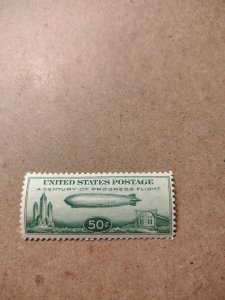 UNITED STATES POSTAGE
A CENTURY OF PROGRESS FLIGHT
50¢